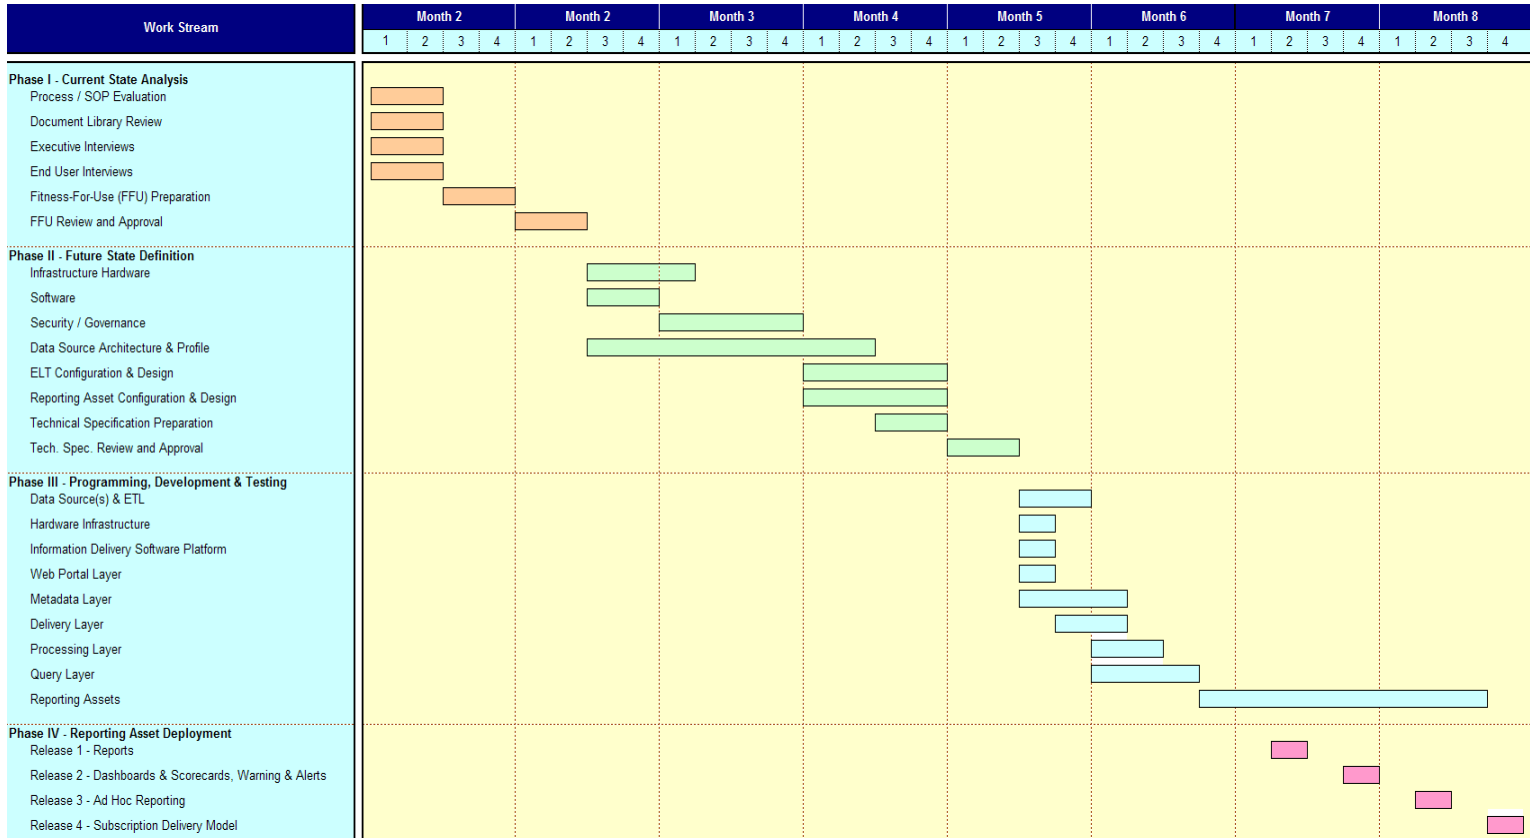 Work Stream
Month 2 Month 2 Month 3 Month 4 Month 5 Month 6 Month 7 Month 8
1 2 3 4 1 2 3 4 1 2 3 4 1 2 3 4 1 2 3 4 1 2 3 4 1 2 3 4 1 2 3 4
Phase I - Current State Analysis
Process / SOP Evaluation
Document Library Review
Executive Interviews
End User Interviews
Fitness-For-Use (FFU) Preparation
FFU Review and Approval
Phase II - Future State Definition
Infrastructure Hardware
Software
Security / Governance
Data Source Architecture & Profile
ELT Configuration & Design
Reporting Asset Configuration & Design
Technical Specification Preparation
Tech. Spec. Review and Approval
Phase III - Programming, Development & Testing
Data Source(s) & ETL
Hardware Infrastructure
Information Delivery Software Platform
Web Portal Layer
Metadata Layer
Delivery Layer
Processing Layer
Query Layer
Reporting Assets
Phase IV - Reporting Asset Deployment
Release 1 - Reports
Release 2 - Dashboards & Scorecards, Warning & Alerts
Release 3 - Ad Hoc Reporting
Release 4 - Subscription Delivery Model